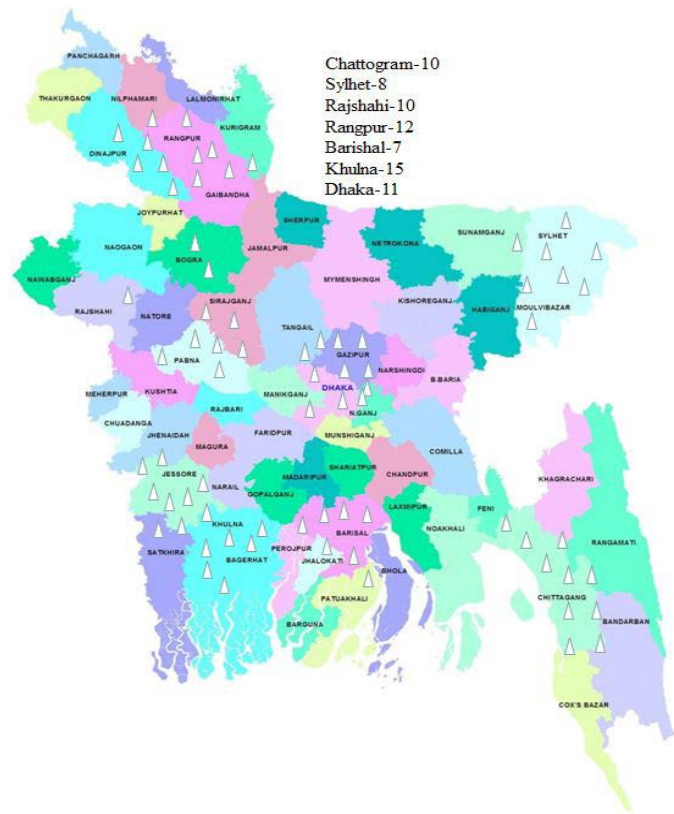 PANCHAGARH
THAKURGAON
NILPHAMARI
LALMONIRHAT
KURIGRAM
DINAJPUR
RANGPUR
GAIBANDHA
JOYPURHAT
Chattogram-10
Sylhet-8
Rajshahi-10
Rangpur-12
Barishal-7
Khulna-15
Dhaka-11
NAOGAON
BOGRA
JAMALPUR
SHERPUR
NETROKONA
SUNAMGANJ
SYLHET
NAWABGANJ
MYMENSHINGH
RAJSHAHI
NATORE
SIRAJGANJ
KISHOREGANJ
HABIGANJ
MOULVIBAZAR
TANGAIL
PABNA
GAZIPUR
NARSHINGDI
B.BARIA
MEHERPUR
KUSHTIA
MANIKGANJ
DHAKA
N.GANJ
RAJBARI
CHUADANGA
JHENAIDAH
MAGURA
FARIDPUR
MUNSHIGANJ
COMILLA
KHAGRACHARI
JESSORE
NARAIL
GOPALGANJ
MADARIPUR
SHARIATPUR
CHANDPUR
LAXMIPUR
FENI
NOAKHALI
RANGAMATI
SATKHIRA
KHULNA
BAGERHAT
PEROJPUR
BARISAL
JHALOKATI
BHOLA
PATUAKHALI
BARGUNA
CHITTAGANG
BANDARBAN
COX'S BAZAR